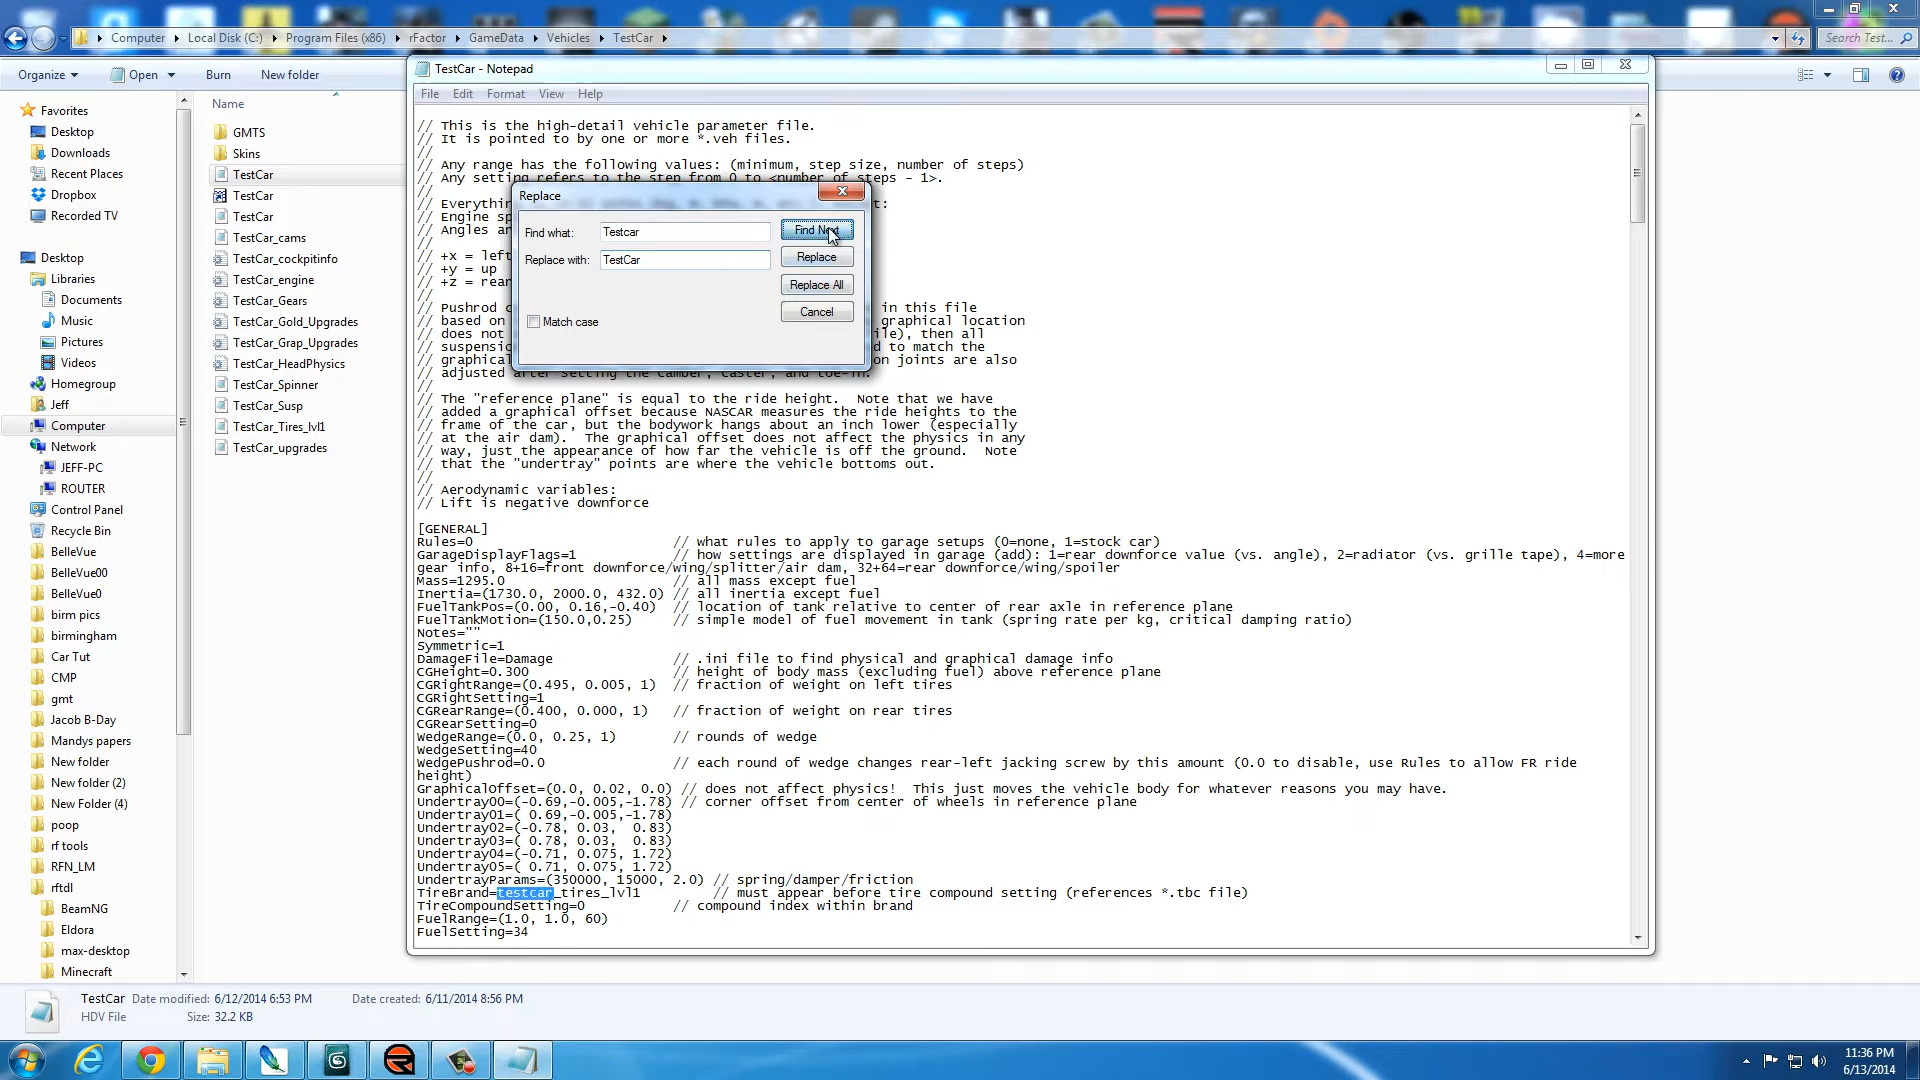 Computer
Local Disk (C:)
Program Files (x86)
rFactor
GameData
Vehicles
TestCar
Search Test...
Organize
Open
Burn
New folder
Favorites
Desktop
Downloads
Recent Places
Dropbox
Recorded TV
Desktop
Libraries
Documents
Music
Pictures
Videos
Homegroup
Jeff
Computer
Network
JEFF-PC
ROUTER
Control Panel
Recycle Bin
BelleVue
BelleVue00
BelleVue0
birm pics
birmingham
Car Tut
CMP
gmt
Jacob B-Day
Mandys papers
New folder
New folder (2)
New Folder (4)
poop
rf tools
RFN_LM
rftdl
BeamNG
Eldora
max-desktop
Minecraft
Name
GMTS
Skins
TestCar
TestCar
TestCar
TestCar_cams
TestCar_cockpitinfo
TestCar_engine
TestCar_Gears
TestCar_Gold_Upgrades
TestCar_Grap_Upgrades
TestCar_HeadPhysics
TestCar_Spinner
TestCar_Susp
TestCar_Tires_lvl1
TestCar_upgrades
TestCar - Notepad
File Edit Format View Help
// This is the high-detail vehicle parameter file.
// It is pointed to by one or more *.veh files.
//
// Any range has the following values: (minimum, step size, number of steps)
// Any setting refers to the step from 0 to <number of steps - 1>.
//
// Everything
// Engine sp
// Angles an
//
// +x = left
// +y = up
// +z = rear
//
// Pushrod c in this file
// based on graphical location
// does not ile), then all
// suspensio d to match the
// graphical on joints are also
// adjusted after setting the camber, caster, and toe-in.
//
// The "reference plane" is equal to the ride height.  Note that we have
// added a graphical offset because NASCAR measures the ride heights to the
// frame of the car, but the bodywork hangs about an inch lower (especially
// at the air dam).  The graphical offset does not affect the physics in any
// way, just the appearance of how far the vehicle is off the ground.  Note
// that the "undertray" points are where the vehicle bottoms out.
//
// Aerodynamic variables:
// Lift is negative downforce
[GENERAL]
Rules=0 // what rules to apply to garage setups (0=none, 1=stock car)
GarageDisplayFlags=1 // how settings are displayed in garage (add): 1=rear downforce value (vs. angle), 2=radiator (vs. grille tape), 4=more
gear info, 8+16=front downforce/wing/splitter/air dam, 32+64=rear downforce/wing/spoiler
Mass=1295.0 // all mass except fuel
Inertia=(1730.0, 2000.0, 432.0) // all inertia except fuel
FuelTankPos=(0.00, 0.16,-0.40) // location of tank relative to center of rear axle in reference plane
FuelTankMotion=(150.0,0.25) // simple model of fuel movement in tank (spring rate per kg, critical damping ratio)
Notes=""
Symmetric=1
DamageFile=Damage // .ini file to find physical and graphical damage info
CGHeight=0.300 // height of body mass (excluding fuel) above reference plane
CGRightRange=(0.495, 0.005, 1) // fraction of weight on left tires
CGRightSetting=1
CGRearRange=(0.400, 0.000, 1) // fraction of weight on rear tires
CGRearSetting=0
WedgeRange=(0.0, 0.25, 1) // rounds of wedge
WedgeSetting=40
WedgePushrod=0.0 // each round of wedge changes rear-left jacking screw by this amount (0.0 to disable, use Rules to allow FR ride
height)
GraphicalOffset=(0.0, 0.02, 0.0) // does not affect physics!  This just moves the vehicle body for whatever reasons you may have.
Undertray00=(-0.69,-0.005,-1.78) // corner offset from center of wheels in reference plane
Undertray01=( 0.69,-0.005,-1.78)
Undertray02=(-0.78, 0.03,  0.83)
Undertray03=( 0.78, 0.03,  0.83)
Undertray04=(-0.71, 0.075, 1.72)
Undertray05=( 0.71, 0.075, 1.72)
UndertrayParams=(350000, 15000, 2.0) // spring/damper/friction
TireBrand=testcar_tires_lvl1 // must appear before tire compound setting (references *.tbc file)
TireCompoundSetting=0 // compound index within brand
FuelRange=(1.0, 1.0, 60)
FuelSetting=34
Replace
Find what: Testcar
Replace with: TestCar
Match case
Find Next
Replace
Replace All
Cancel
TestCar Date modified: 6/12/2014 6:53 PM Date created: 6/11/2014 8:56 PM
HDV File Size: 32.2 KB
11:36 PM
6/13/2014